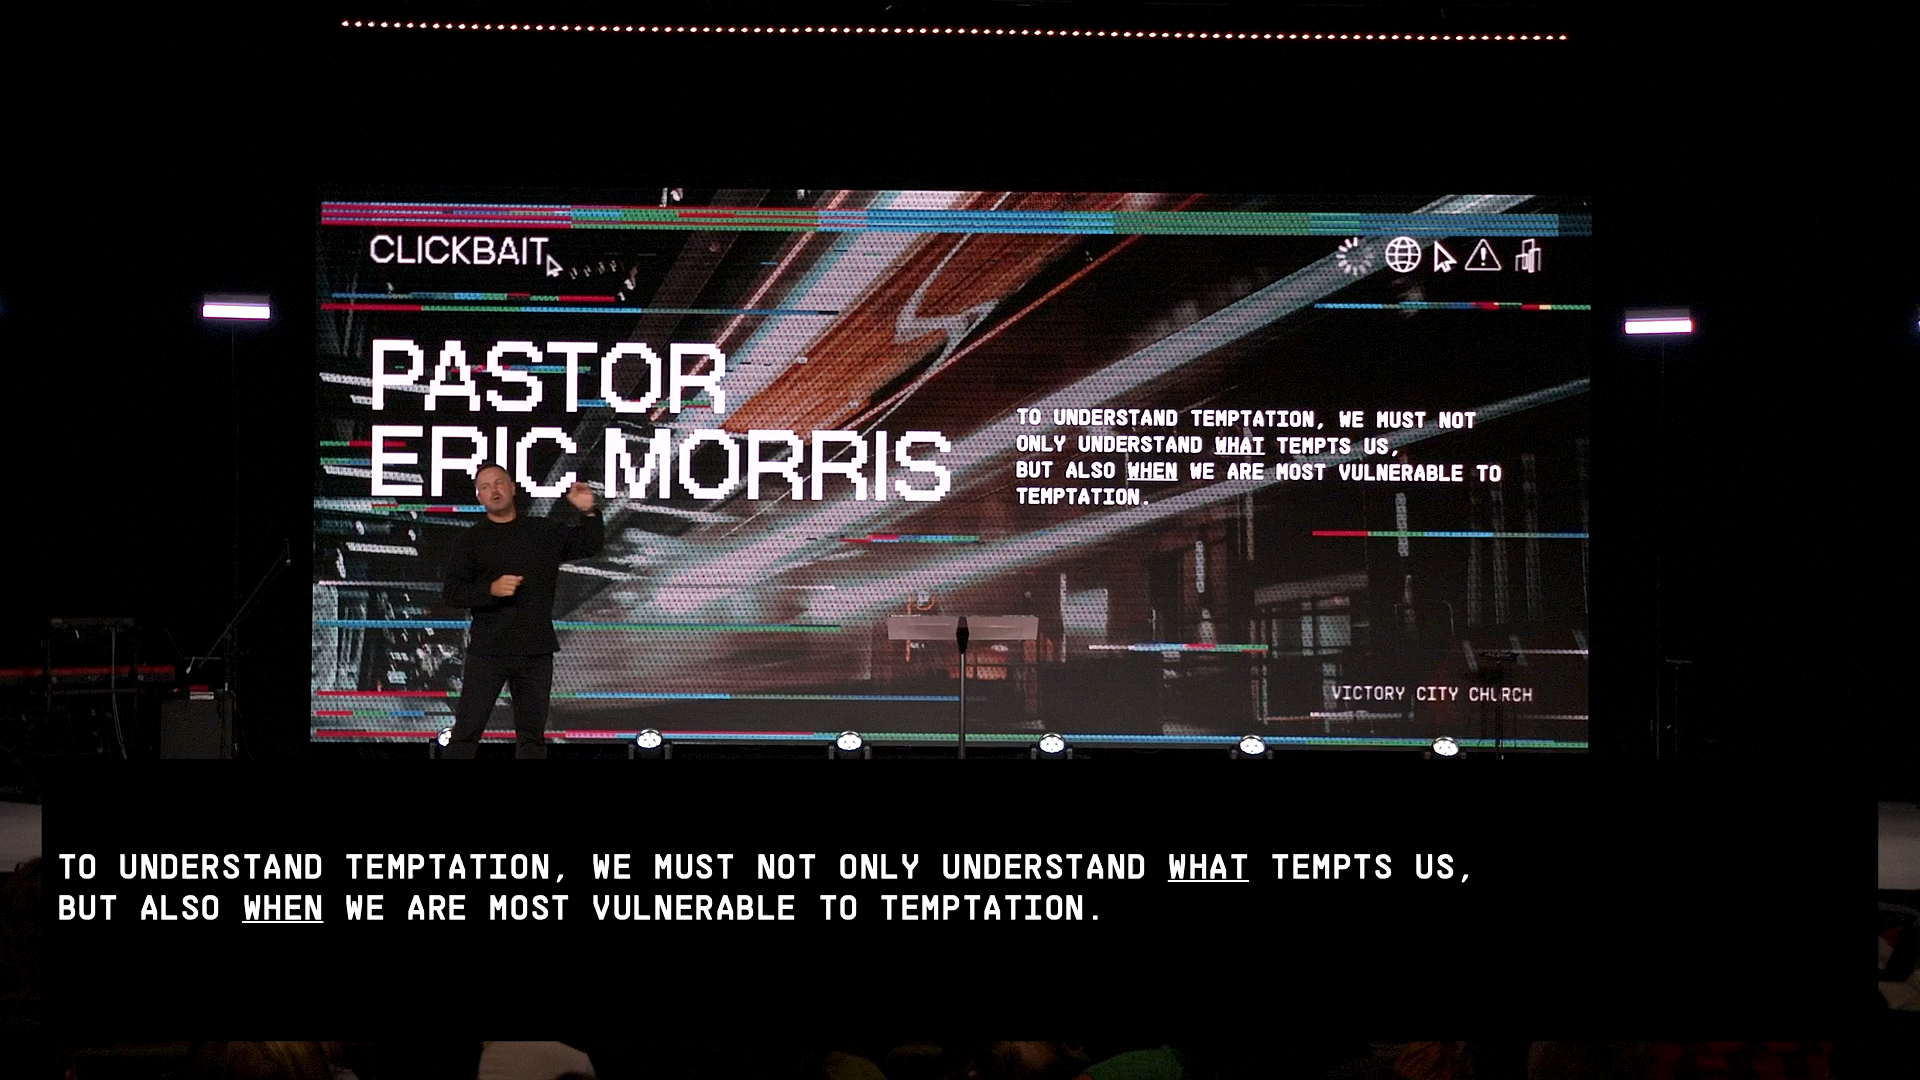 CLICKBAIT
PASTOR
ERIC MORRIS
TO UNDERSTAND TEMPTATION, WE MUST NOT
ONLY UNDERSTAND WHAT TEMPTS US,
BUT ALSO WHEN WE ARE MOST VULNERABLE TO
TEMPTATION.
VICTORY CITY CHURCH
TO UNDERSTAND TEMPTATION, WE MUST NOT ONLY UNDERSTAND WHAT TEMPTS US,
BUT ALSO WHEN WE ARE MOST VULNERABLE TO TEMPTATION.